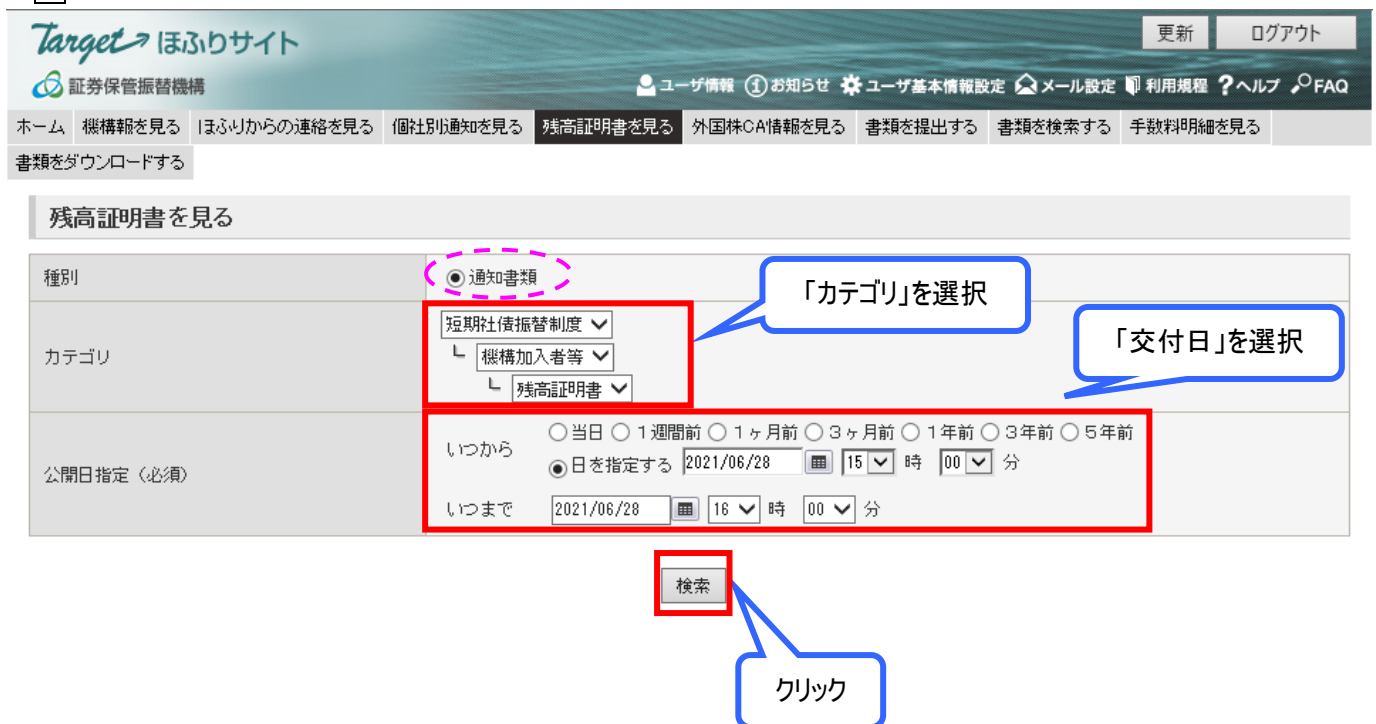 Target ほふりサイト
更新 ログアウト
証券保管振替機構
ユーザ情報 お知らせ ユーザ基本情報設定 メール設定 利用規程 ?ヘルプ FAQ
ホーム 機構報を見る ほふりからの連絡を見る 個社別通知を見る 残高証明書を見る 外国株CA情報を見る 書類を提出する 書類を検索する 手数料明細を見る
書類をダウンロードする
残高証明書を見る
種別
通知書類
「カテゴリ」を選択
カテゴリ
短期社債振替制度
機構加入者等
残高証明書
「交付日」を選択
公開日指定（必須）
いつから
当日 1週間前 1ヶ月前 3ヶ月前 1年前 3年前 5年前
日を指定する 2021/06/28 15 時 00 分
いつまで 2021/06/28 16 時 00 分
検索
クリック